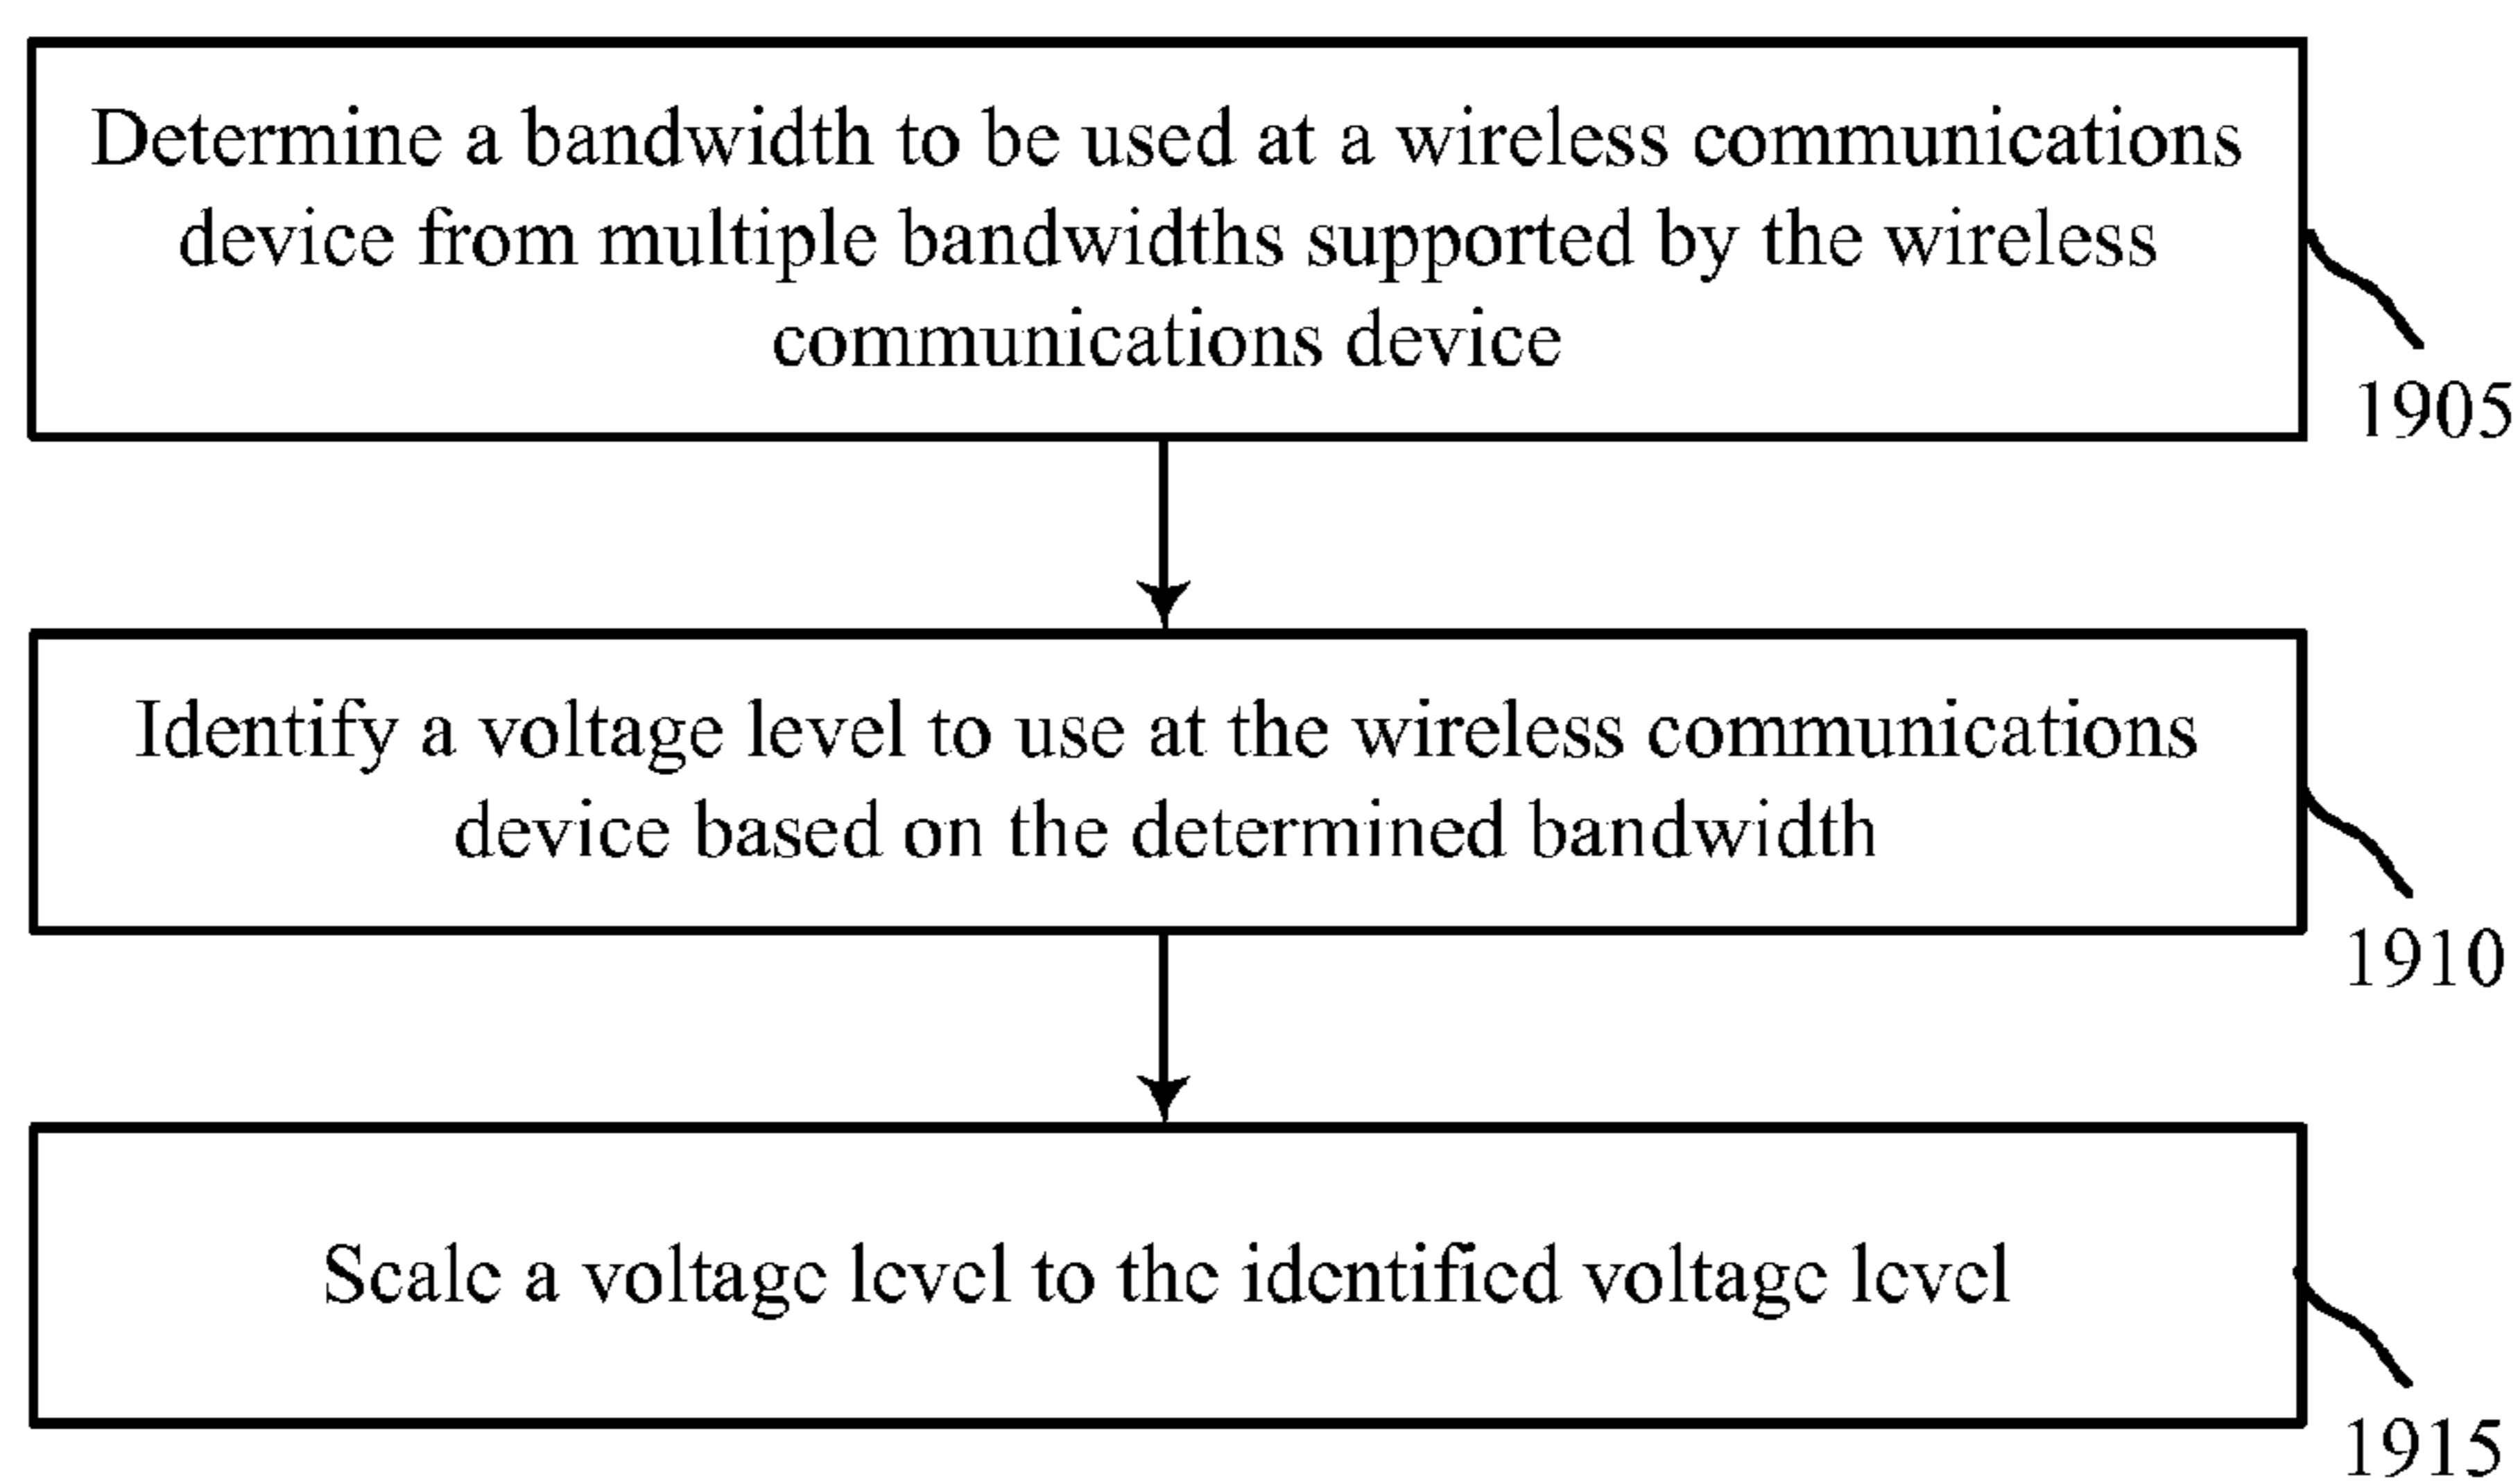 Determine a bandwidth to be used at a wireless communications
device from multiple bandwidths supported by the wireless
communications device
1905
Identify a voltage level to use at the wireless communications
device based on the determined bandwidth
1910
Scale a voltage level to the identified voltage level
1915